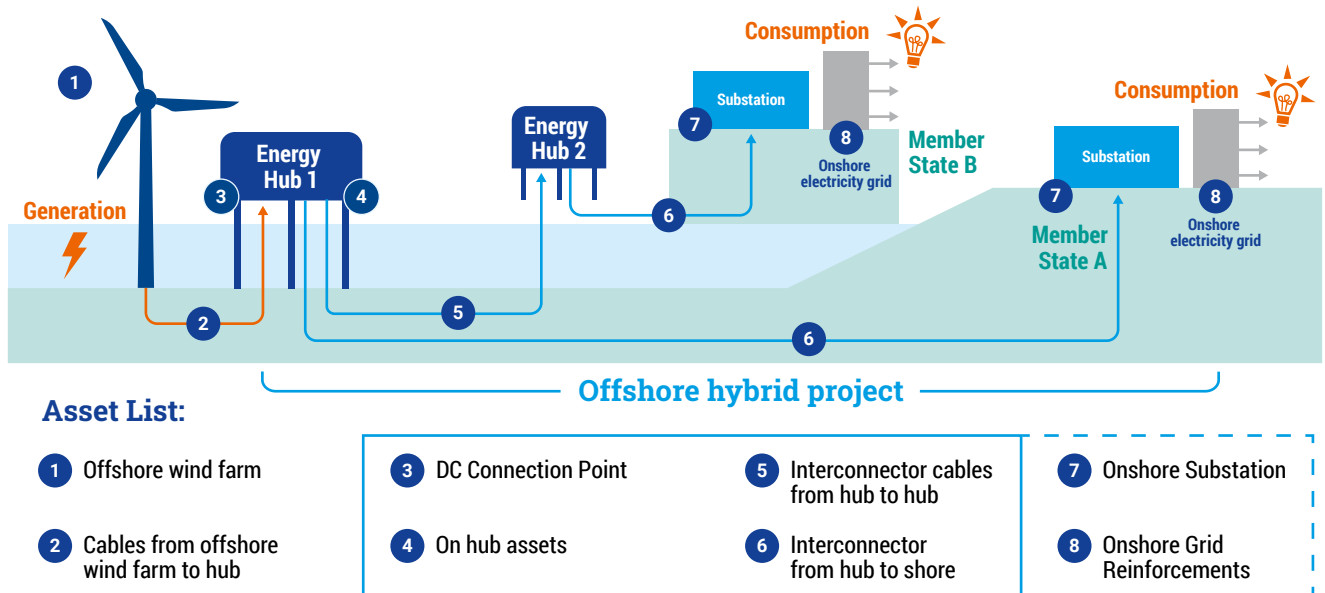 1
Generation
2
Energy
Hub 1
3
4
5
Energy
Hub 2
6
Consumption
Substation
7
8
Onshore
electricity grid
Member
State B
6
Consumption
Substation
7
8
Onshore
electricity grid
Member
State A
Offshore hybrid project
Asset List:
1 Offshore wind farm
2 Cables from offshore
wind farm to hub
3 DC Connection Point
4 On hub assets
5 Interconnector cables
from hub to hub
6 Interconnector
from hub to shore
7 Onshore Substation
8 Onshore Grid
Reinforcements